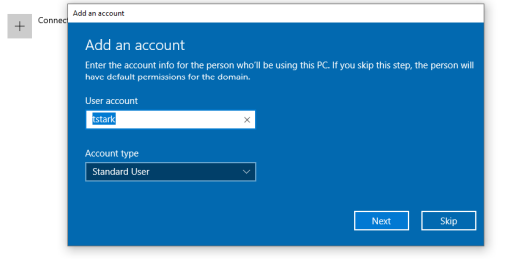 Connect
Add an account
Add an account
Enter the account info for the person who'll be using this PC. If you skip this step, the person will
have default permissions for the domain.
User account
tstark
Account type
Standard User
Next
Skip